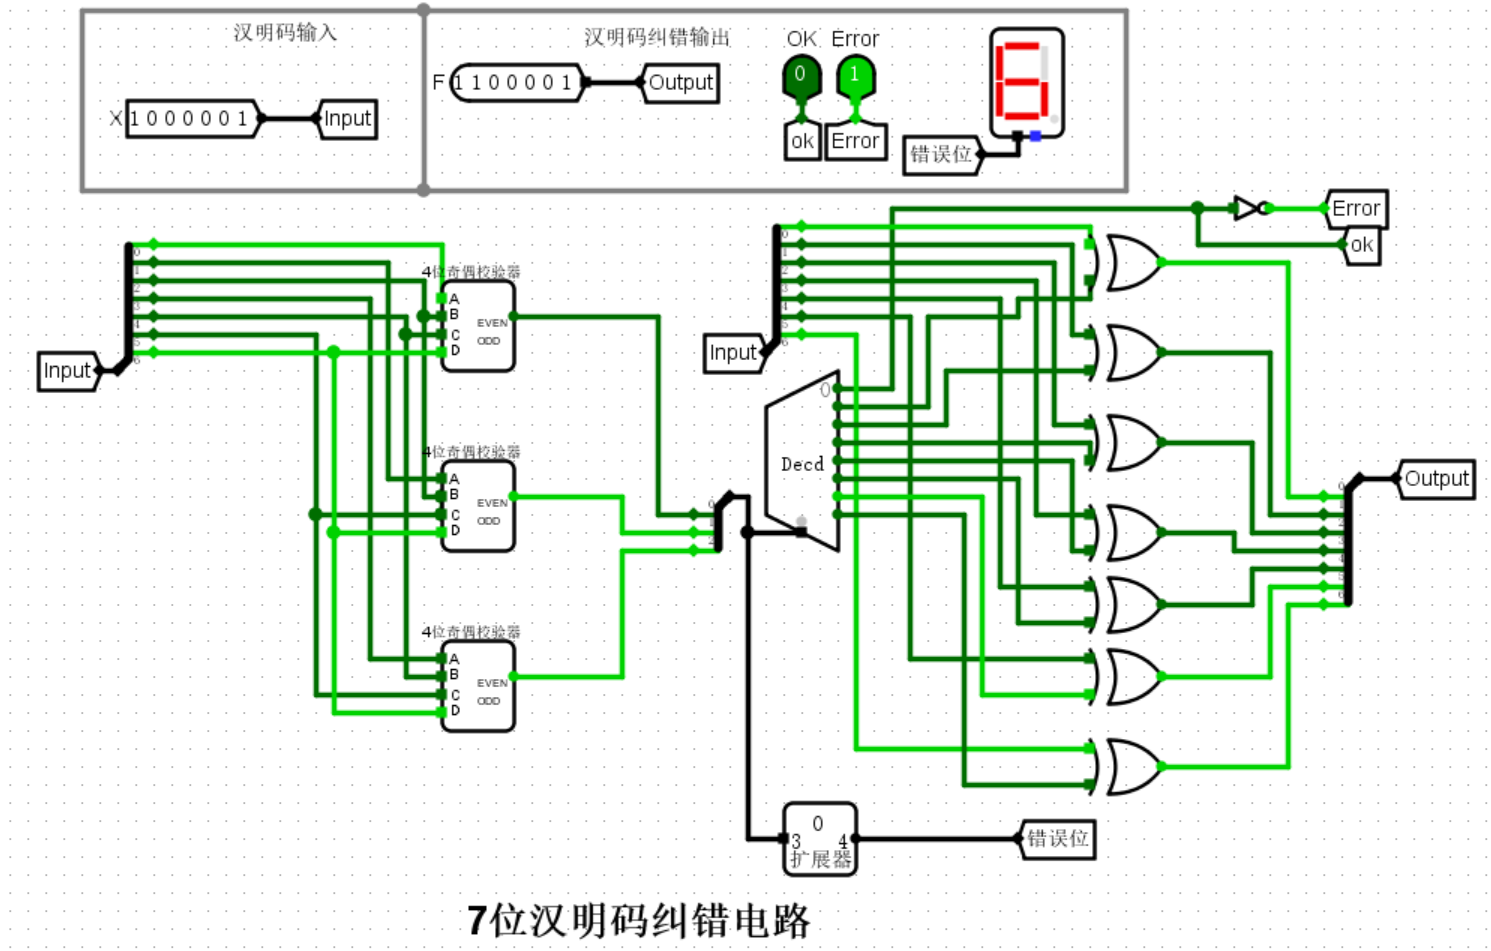 汉明码输入
汉明码纠错输出
OK Error
X 1 0 0 0 0 0 1 Input
F 1 1 0 0 0 0 1 Output
0 1
ok Error
错误位
Error
ok
Input
0
1
2
3
4
5
6
4位奇偶校验器
A
B
C
D
EVEN
ODD
4位奇偶校验器
A
B
C
D
EVEN
ODD
4位奇偶校验器
A
B
C
D
EVEN
ODD
0
1
2
Input
0
1
2
3
4
5
6
0
Decd
0
1
2
3
4
5
6
Output
0
3 4
扩展器
错误位
7位汉明码纠错电路